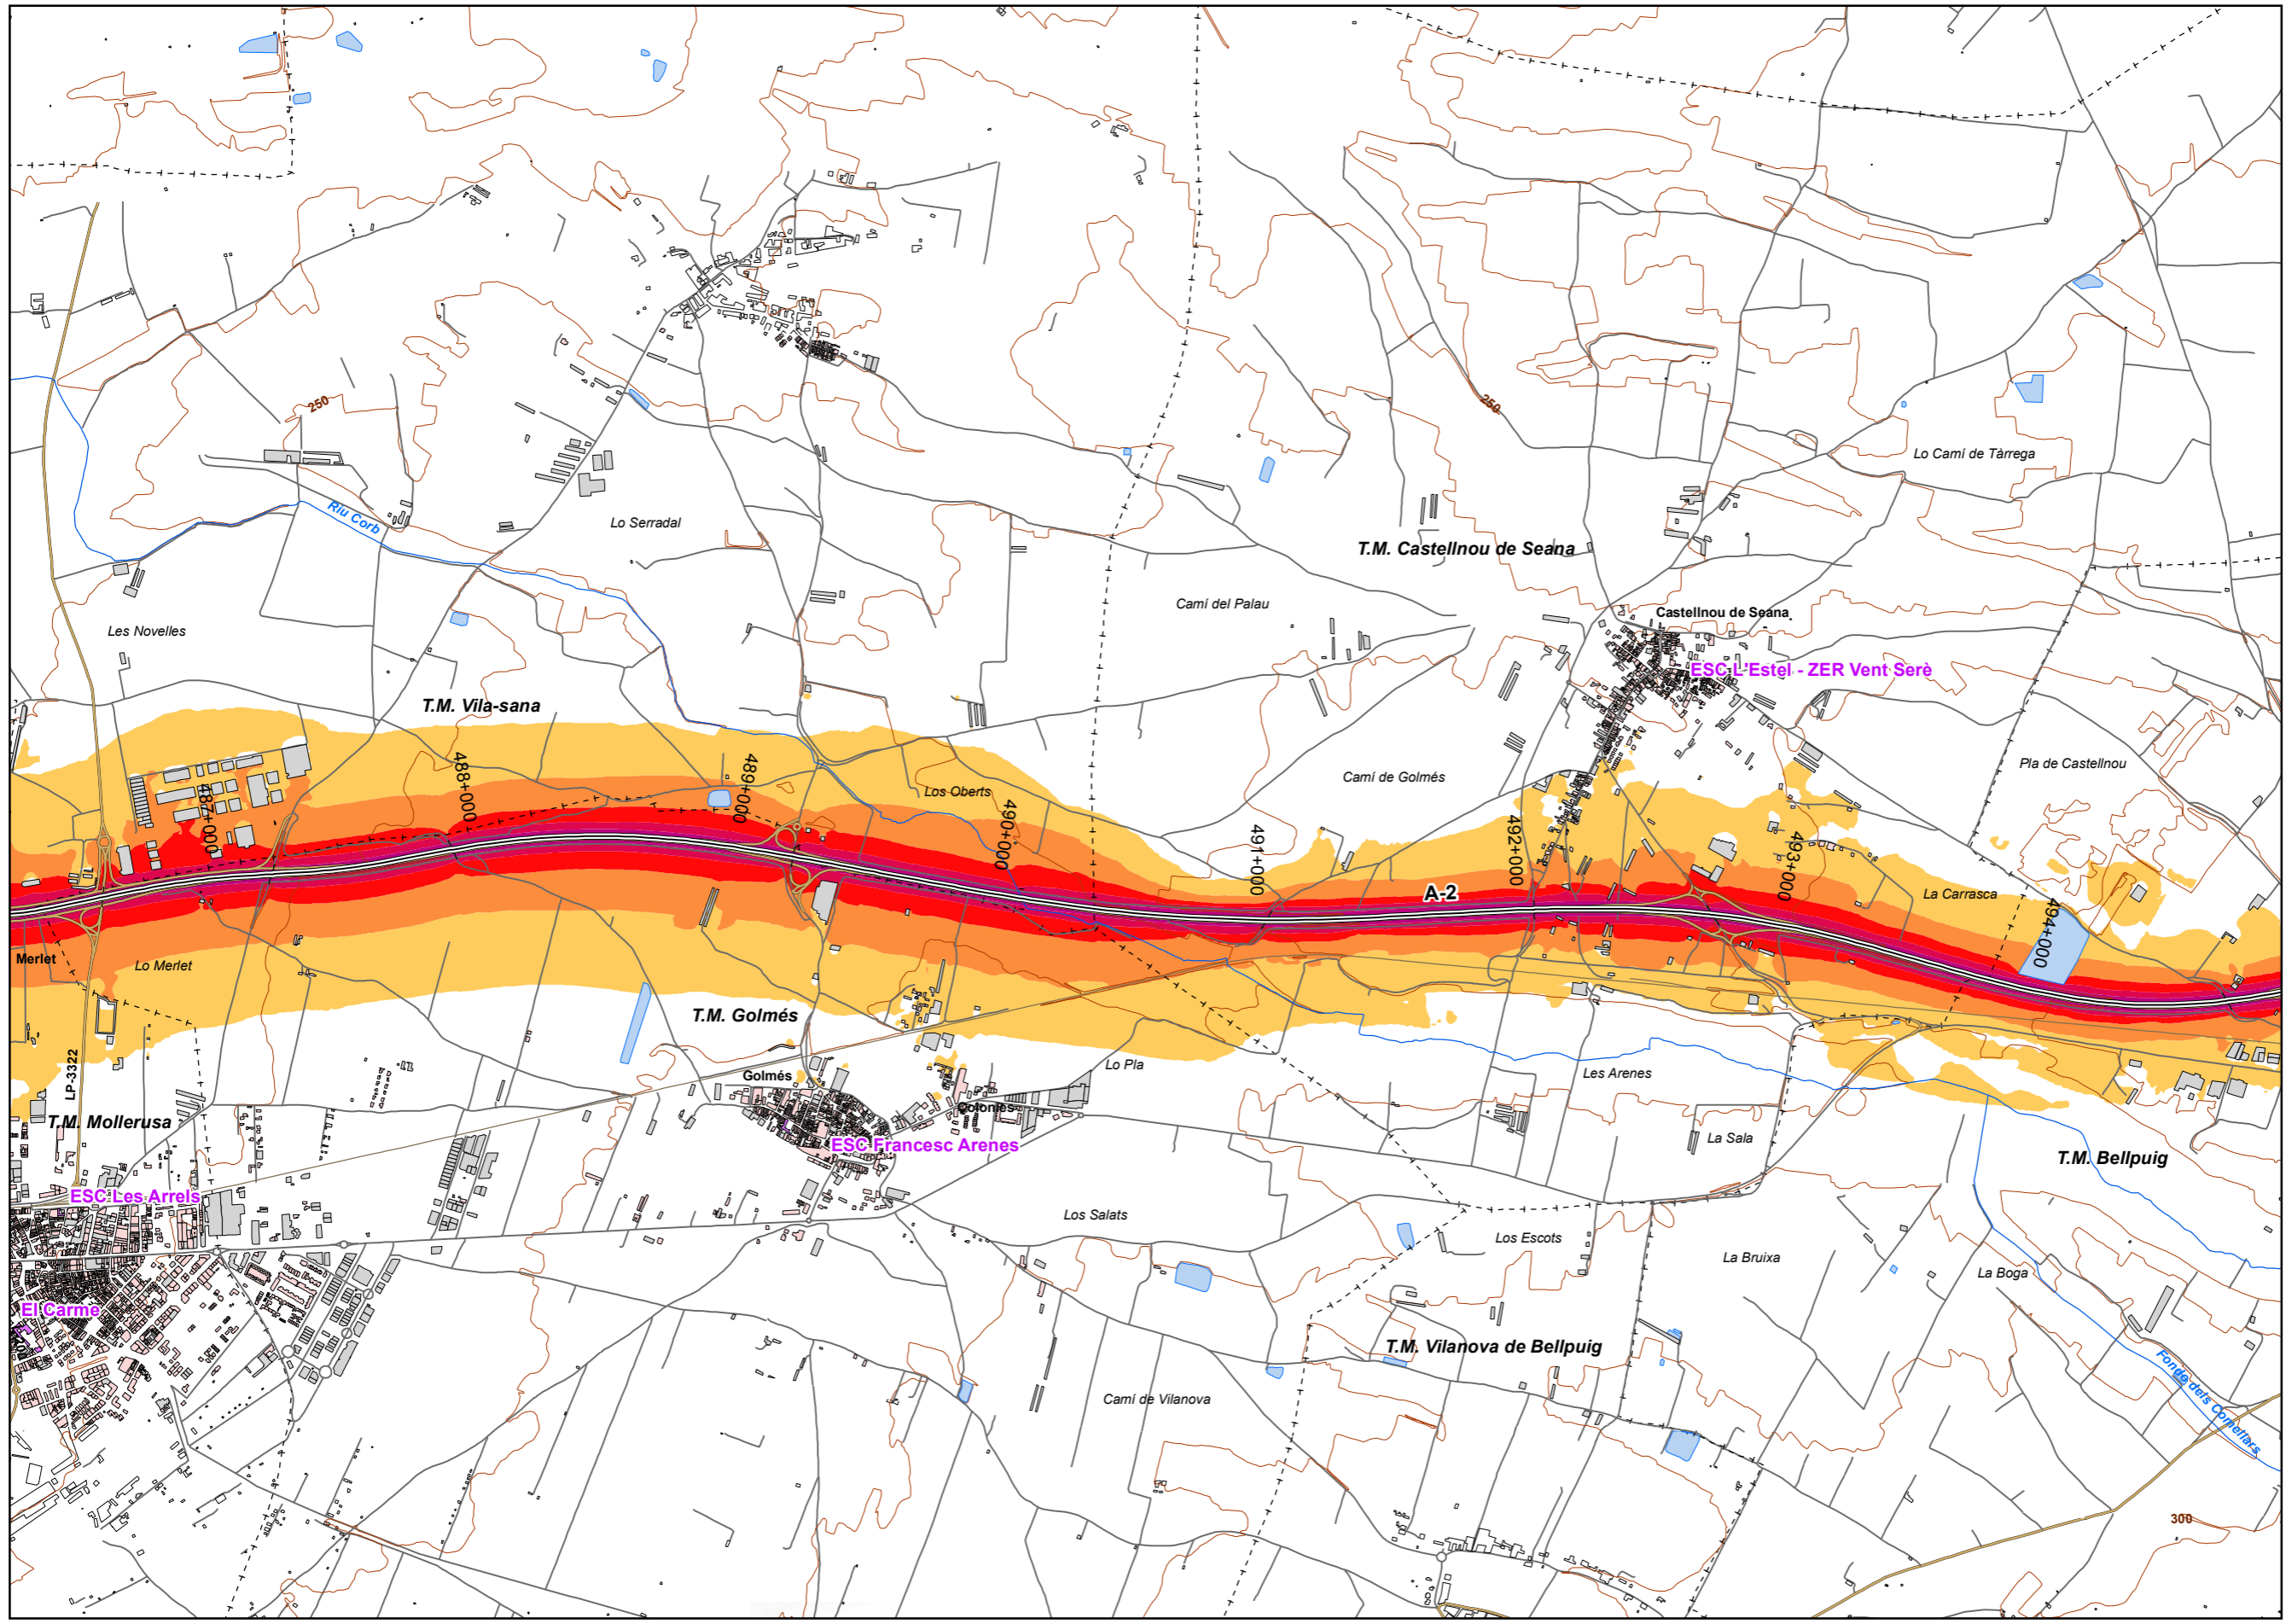 250
250
Lo Camí de Tàrrega
Riu Corb
Lo Serradal
T.M. Castellnou de Seana
Camí del Palau
Castellnou de Seana
Les Novelles
ESC L'Estel - ZER Vent Serè
T.M. Vila-sana
Pla de Castellnou
488+000
489+000
Camí de Golmés
Los Oberts
487+000
490+000
491+000
492+000
493+000
A-2
La Carrasca
494+000
Merlet
Lo Merlet
T.M. Golmés
LP-3322
Lo Pla
Golmés
Les Arenes
Colonies
T.M. Mollerusa
La Sala
ESC Francesc Arenes
T.M. Bellpuig
ESC Les Arrels
Los Salats
Los Escots
La Bruixa
La Boga
El Carme
T.M. Vilanova de Bellpuig
Camí de Vilanova
Fondo dels Comellars
300